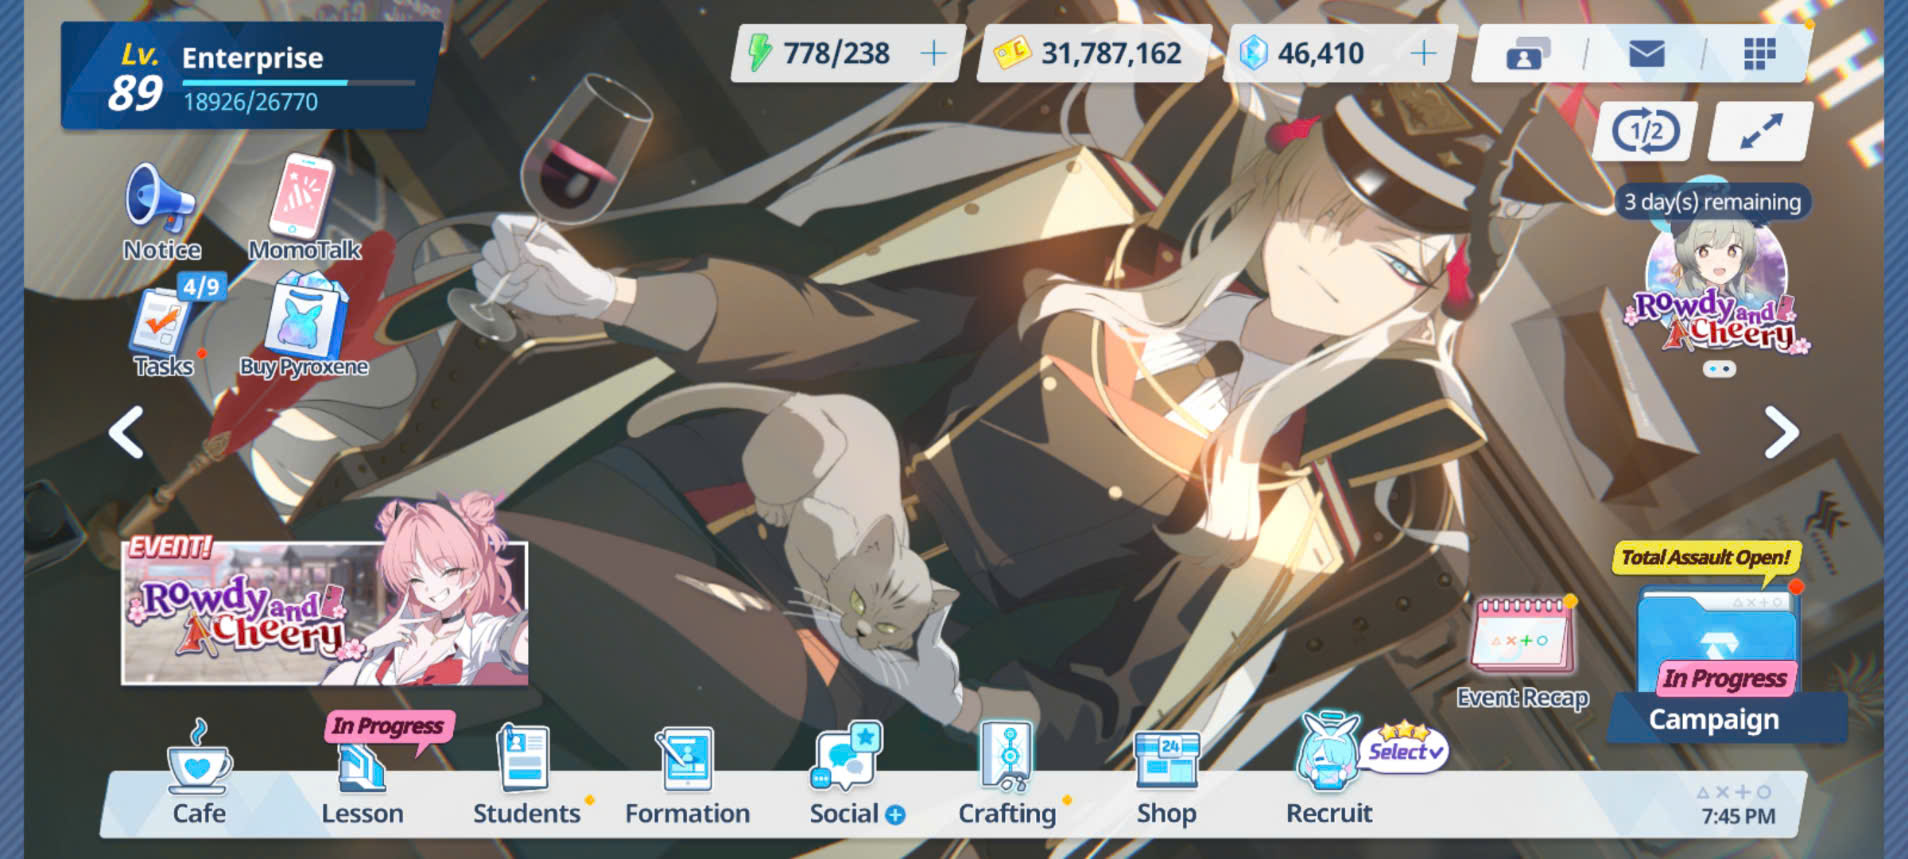 Lv. 89
Enterprise
18926/26770
778/238
31,787,162
46,410
1/2
3 day(s) remaining
Rowdy and Cheery
Notice
MomoTalk
4/9
Tasks
Buy Pyroxene
EVENT!
Rowdy and Cheery
Total Assault Open!
In Progress
Campaign
Event Recap
In Progress
24
Select
Cafe
Lesson
Students
Formation
Social
Crafting
Shop
Recruit
7:45 PM